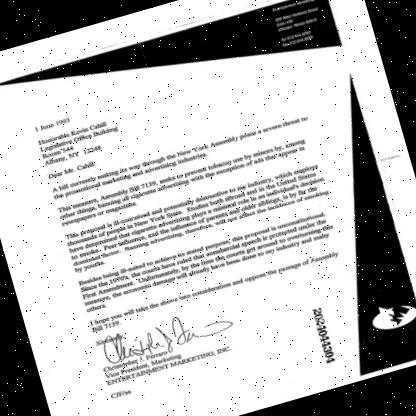 1 June 1993
Honorable Kevin Cahill
Legislative Office Building
Room 544
Albany, NY 12248
Dear Mr. Cahill:
A bill currently making its way through the New York Assembly poses a severe threat to
the promotional marketing and advertising industries.
This measure, Assembly Bill 7139, seeks to prevent tobacco use by minors by, among
other things, banning all cigarette advertising with the exception of ads that appear in
newspapers or magazines.
This proposal is ill-conceived and potentially destructive to my industry, which employs
thousands of people in New York State. Studies both abroad and in the United States
have determined that cigarette advertising plays a minimal role in an individual's decision
to smoke. Peer influence, and the influence of parents and older siblings, is by far the
dominant factor. Banning advertising, therefore, will not affect the incidence of smoking
by youths.
Besides being ill-suited to achieve its stated purpose, this proposal is unconstitutional.
Since the 1970's, the courts have ruled that commercial speech is protected under the
First Amendment. Unfortunately, by the time the courts get around to overturning this
measure, the economic damage will already have been done to my industry and many
others.
I hope you will take the above into consideration and oppose the passage of Assembly
Bill 7139.
Christopher J. Ferraro
Vice President, Marketing
ENTERTAINMENT MARKETING, INC.
CJF/ss
2024044304